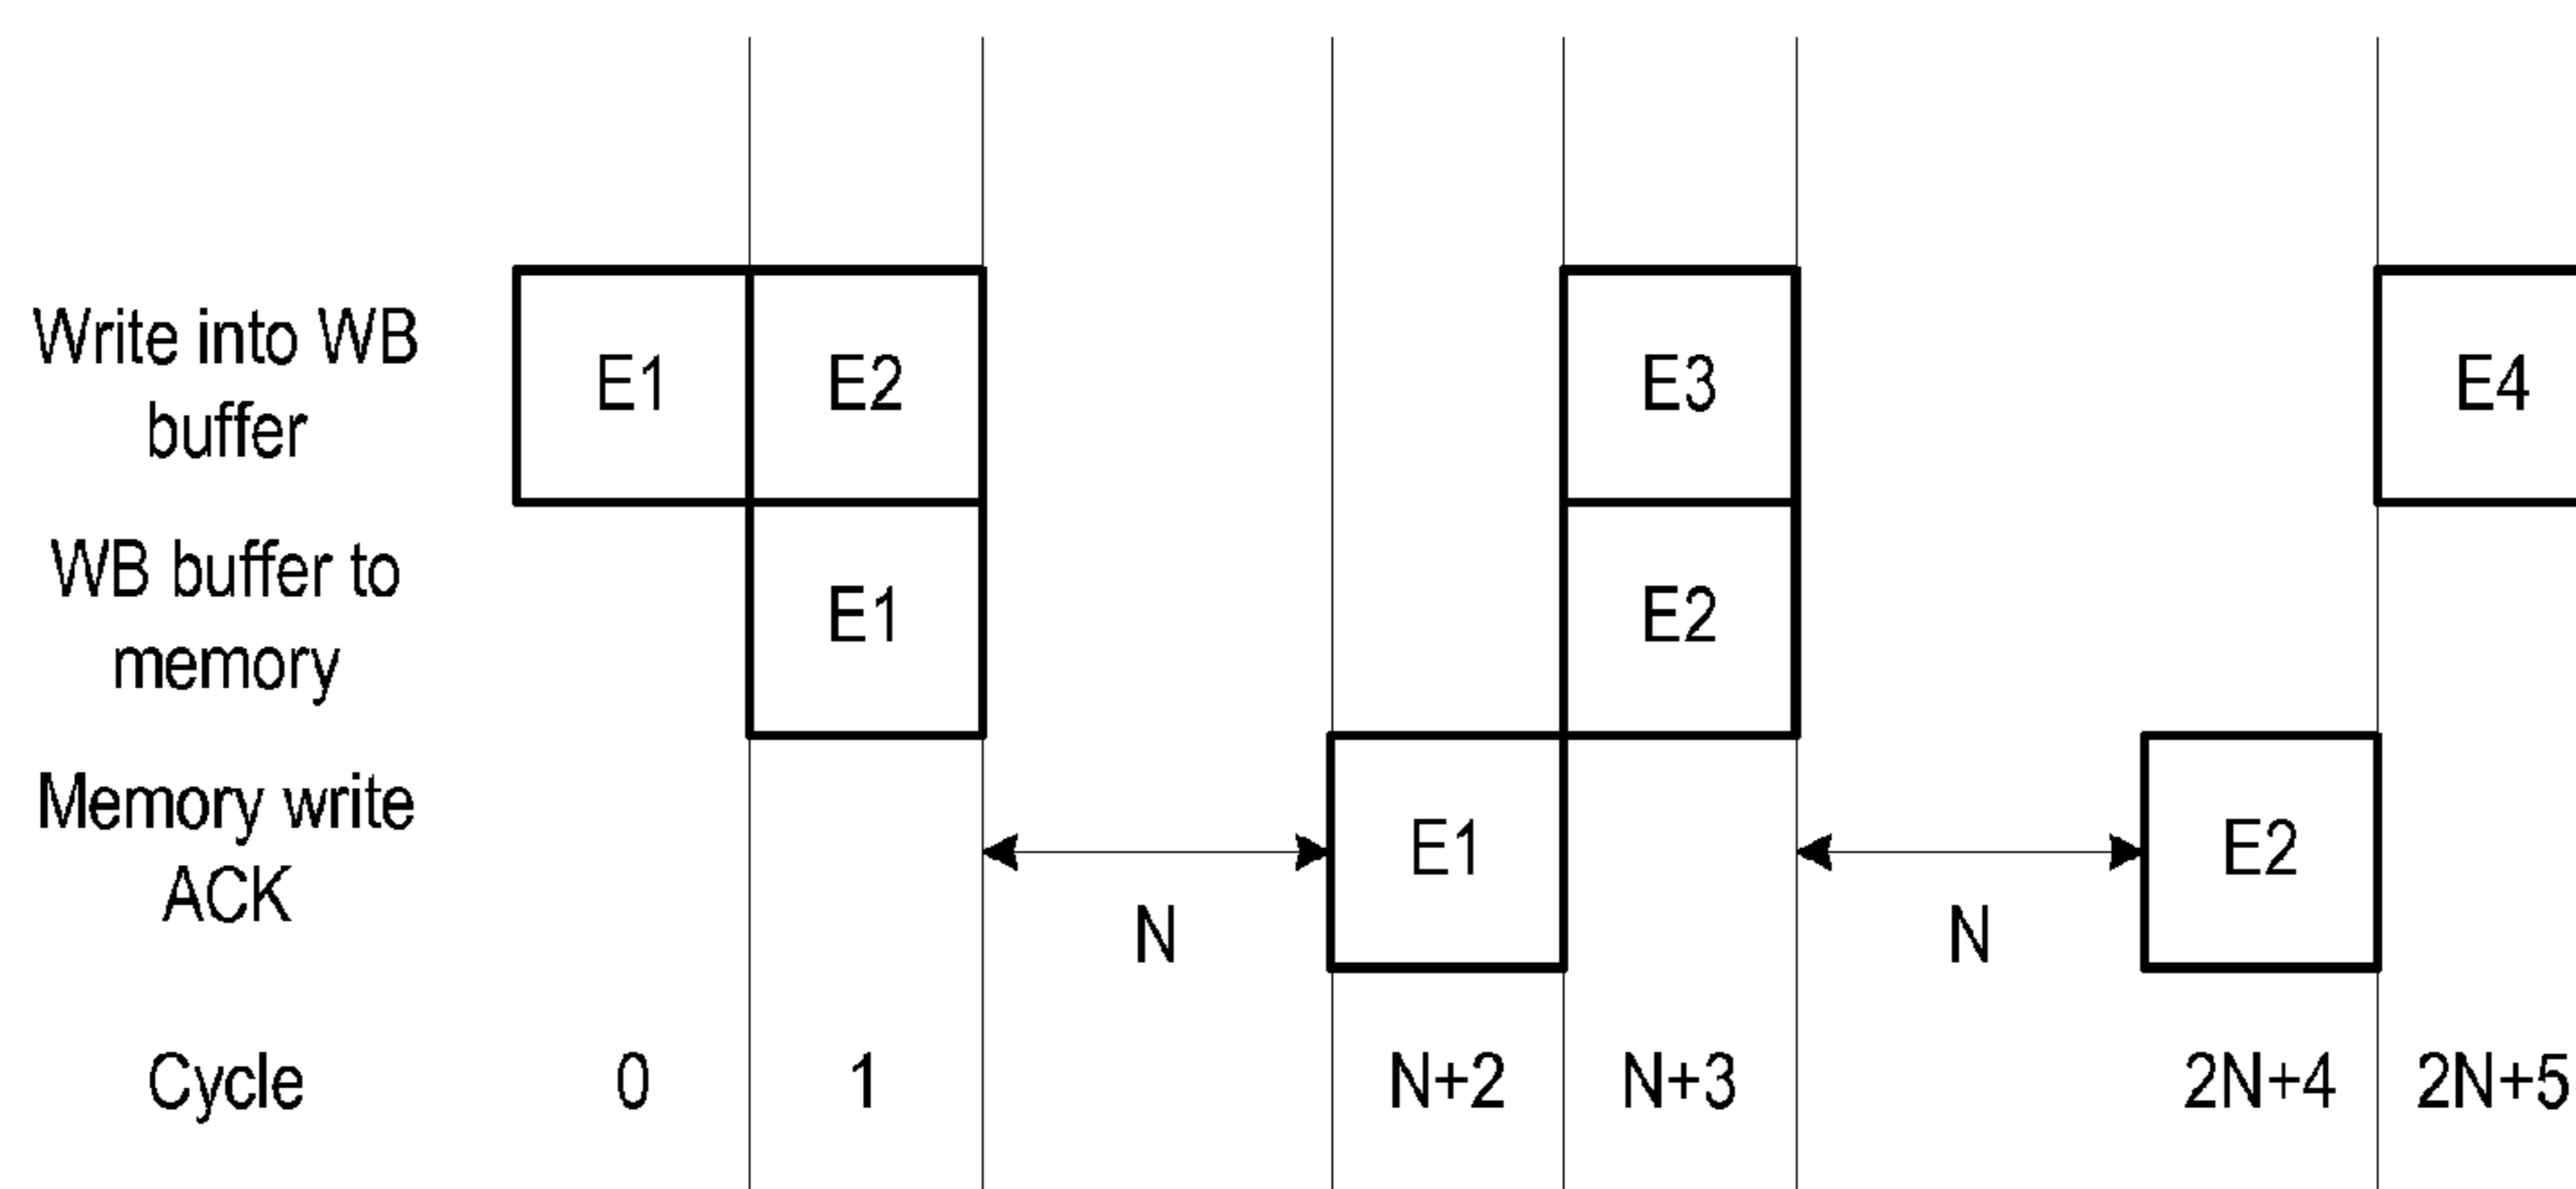 Write into WB
buffer
E1 E2 E3 E4
WB buffer to
memory
E1 E2
Memory write
ACK
E1 E2
N N
Cycle 0 1 N+2 N+3 2N+4 2N+5